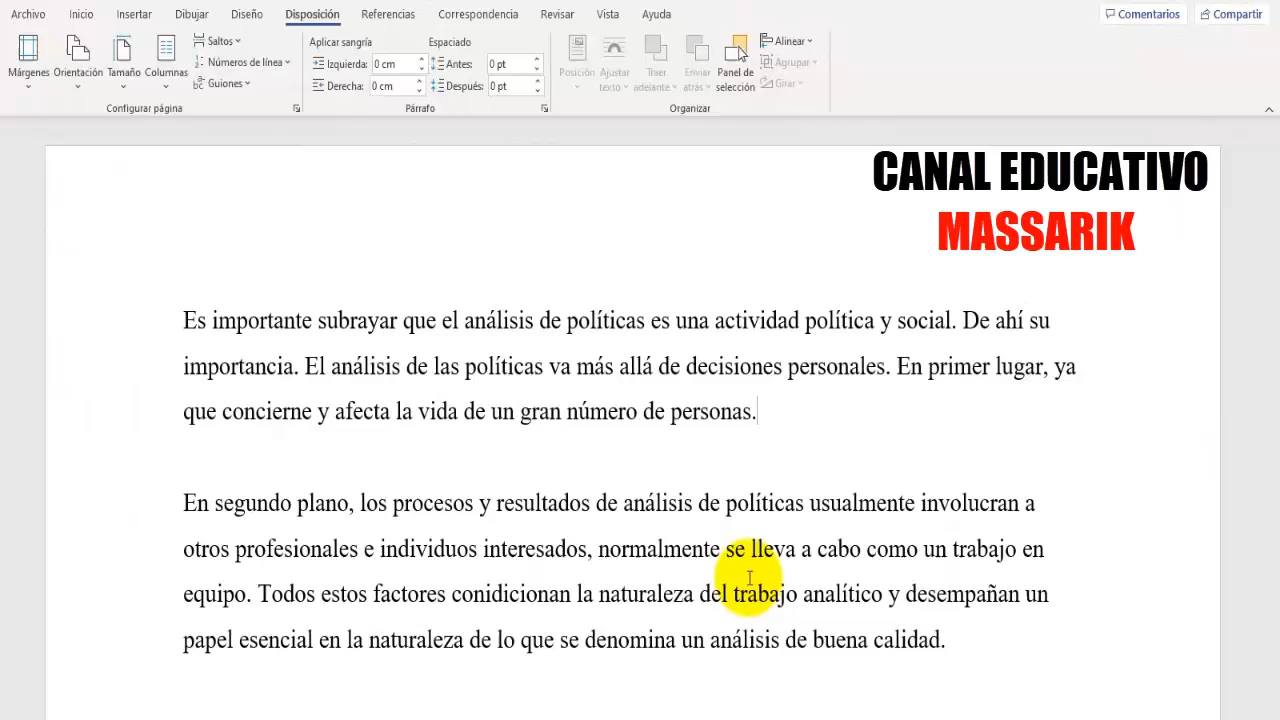 Archivo Inicio Insertar Dibujar Diseño Disposición Referencias Correspondencia Revisar Vista Ayuda Comentarios Compartir
Márgenes Orientación Tamaño Columnas
Saltos
Números de línea
Guiones
Configurar página
Aplicar sangría Espaciado
Izquierda: 0 cm Antes: 0 pt
Derecha: 0 cm Después: 0 pt
Párrafo
Posición Ajustar texto Traer adelante Enviar atrás Panel de selección
Alinear
Agrupar
Girar
Organizar
CANAL EDUCATIVO
MASSARIK
Es importante subrayar que el análisis de políticas es una actividad política y social. De ahí su
importancia. El análisis de las políticas va más allá de decisiones personales. En primer lugar, ya
que concierne y afecta la vida de un gran número de personas.
En segundo plano, los procesos y resultados de análisis de políticas usualmente involucran a
otros profesionales e individuos interesados, normalmente se lleva a cabo como un trabajo en
equipo. Todos estos factores conidicionan la naturaleza del trabajo analítico y desempañan un
papel esencial en la naturaleza de lo que se denomina un análisis de buena calidad.